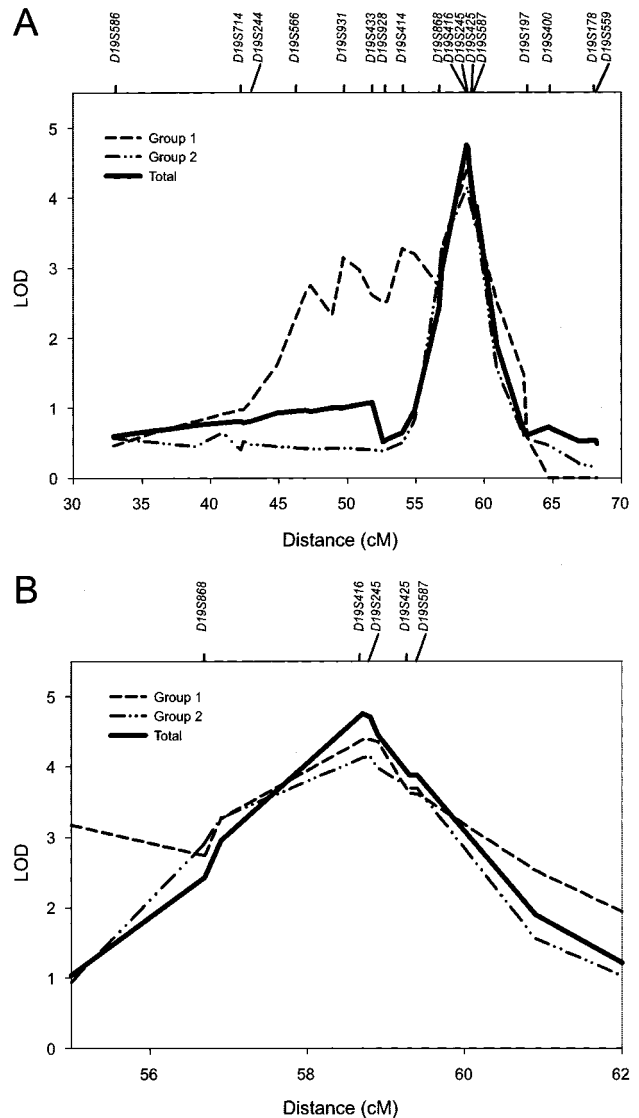 A
D19S586
D19S714
D19S244
D19S566
D19S931
D19S433
D19S928
D19S414
D19S868
D19S416
D19S245
D19S425
D19S587
D19S197
D19S400
D19S178
D19S559
5
4
3
2
1
0
LOD
Group 1
Group 2
Total
30 35 40 45 50 55 60 65 70
Distance (cM)
B
D19S868
D19S416
D19S245
D19S425
D19S587
5
4
3
2
1
0
LOD
Group 1
Group 2
Total
56 58 60 62
Distance (cM)